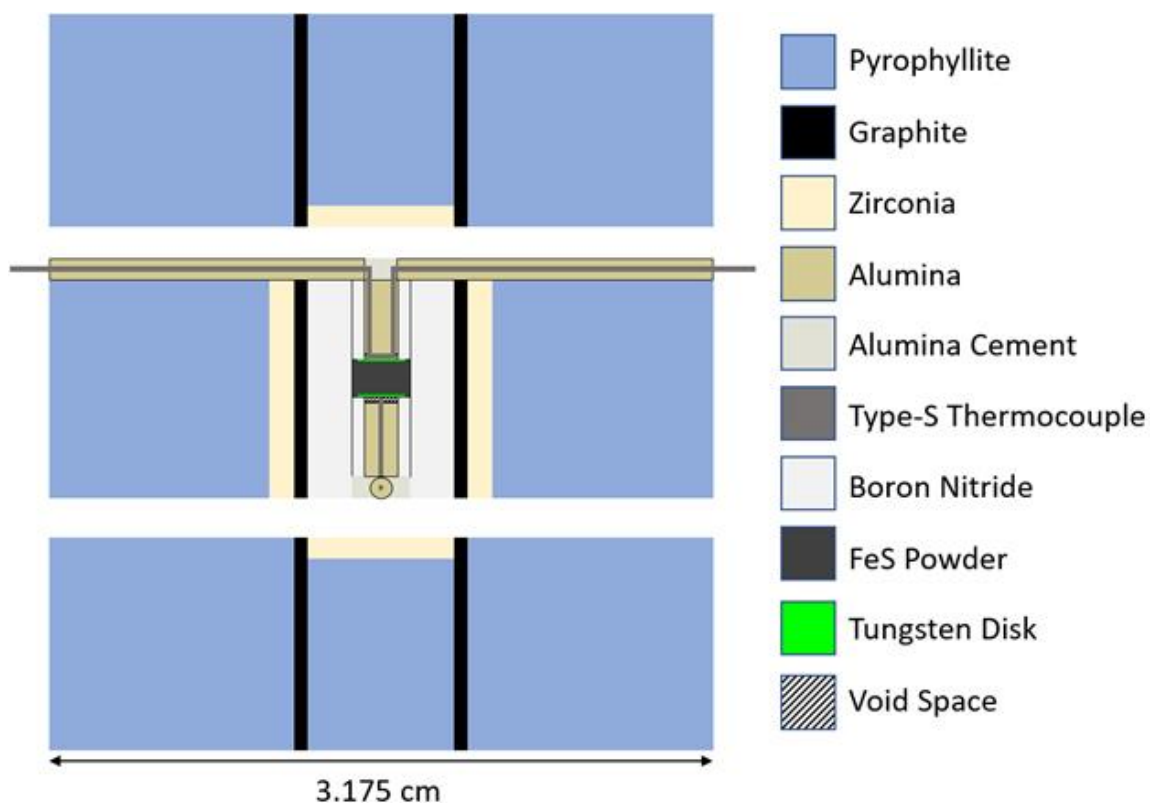 Pyrophyllite
Graphite
Zirconia
Alumina
Alumina Cement
Type-S Thermocouple
Boron Nitride
FeS Powder
Tungsten Disk
Void Space
3.175 cm